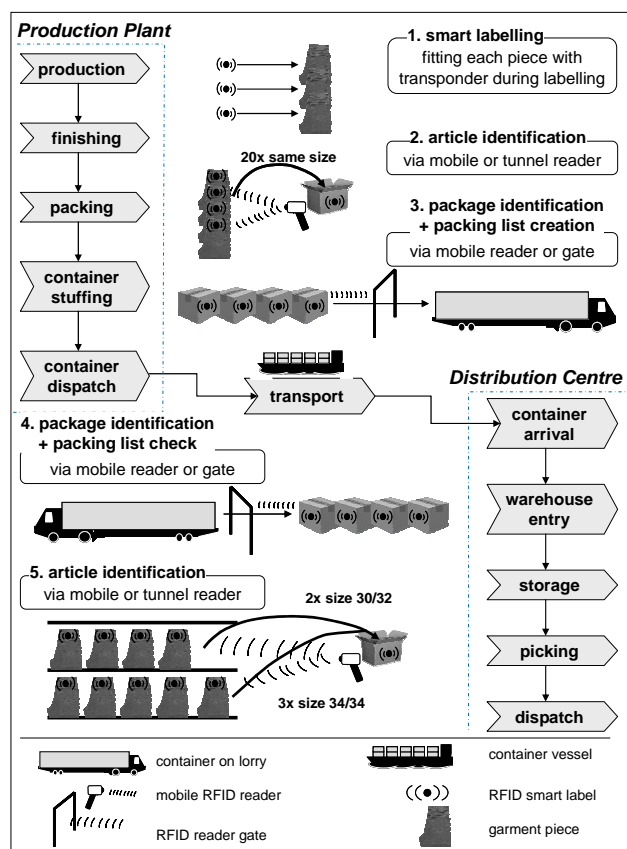 Production Plant
production
finishing
packing
container
stuffing
container
dispatch
1. smart labelling
fitting each piece with
transponder during labelling
2. article identification
via mobile or tunnel reader
20x same size
3. package identification
+ packing list creation
via mobile reader or gate
transport
Distribution Centre
container
arrival
warehouse
entry
storage
picking
dispatch
4. package identification
+ packing list check
via mobile reader or gate
5. article identification
via mobile or tunnel reader
2x size 30/32
3x size 34/34
container on lorry
mobile RFID reader
RFID reader gate
container vessel
RFID smart label
garment piece